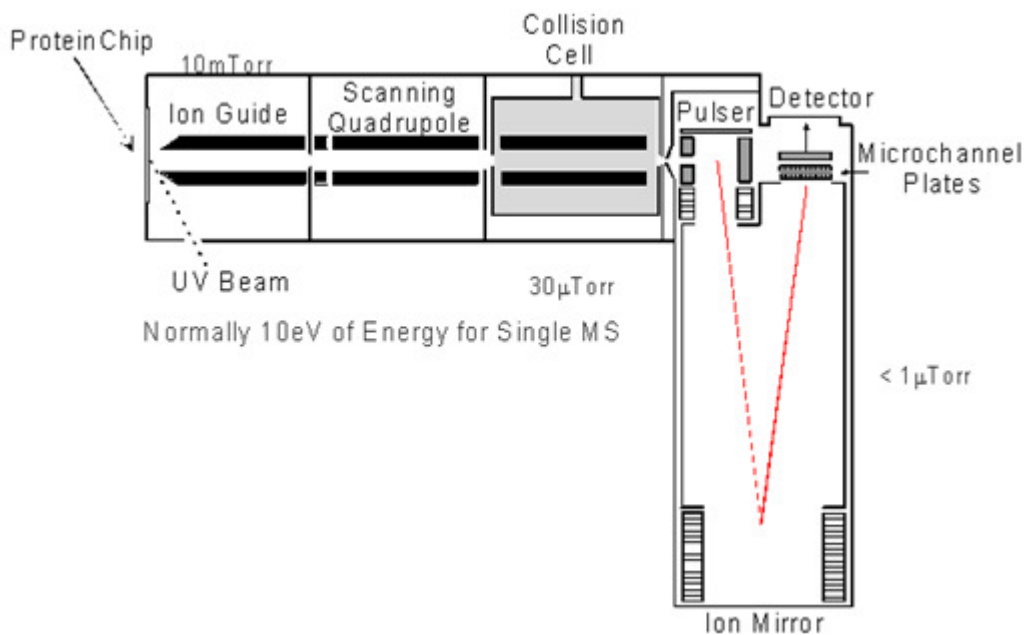 Collision
Cell
ProteinChip
10mTorr
Ion Guide
Scanning
Quadrupole
Pulser
Detector
Microchannel
Plates
UV Beam
30µTorr
Normally 10eV of Energy for Single MS
< 1µTorr
Ion Mirror